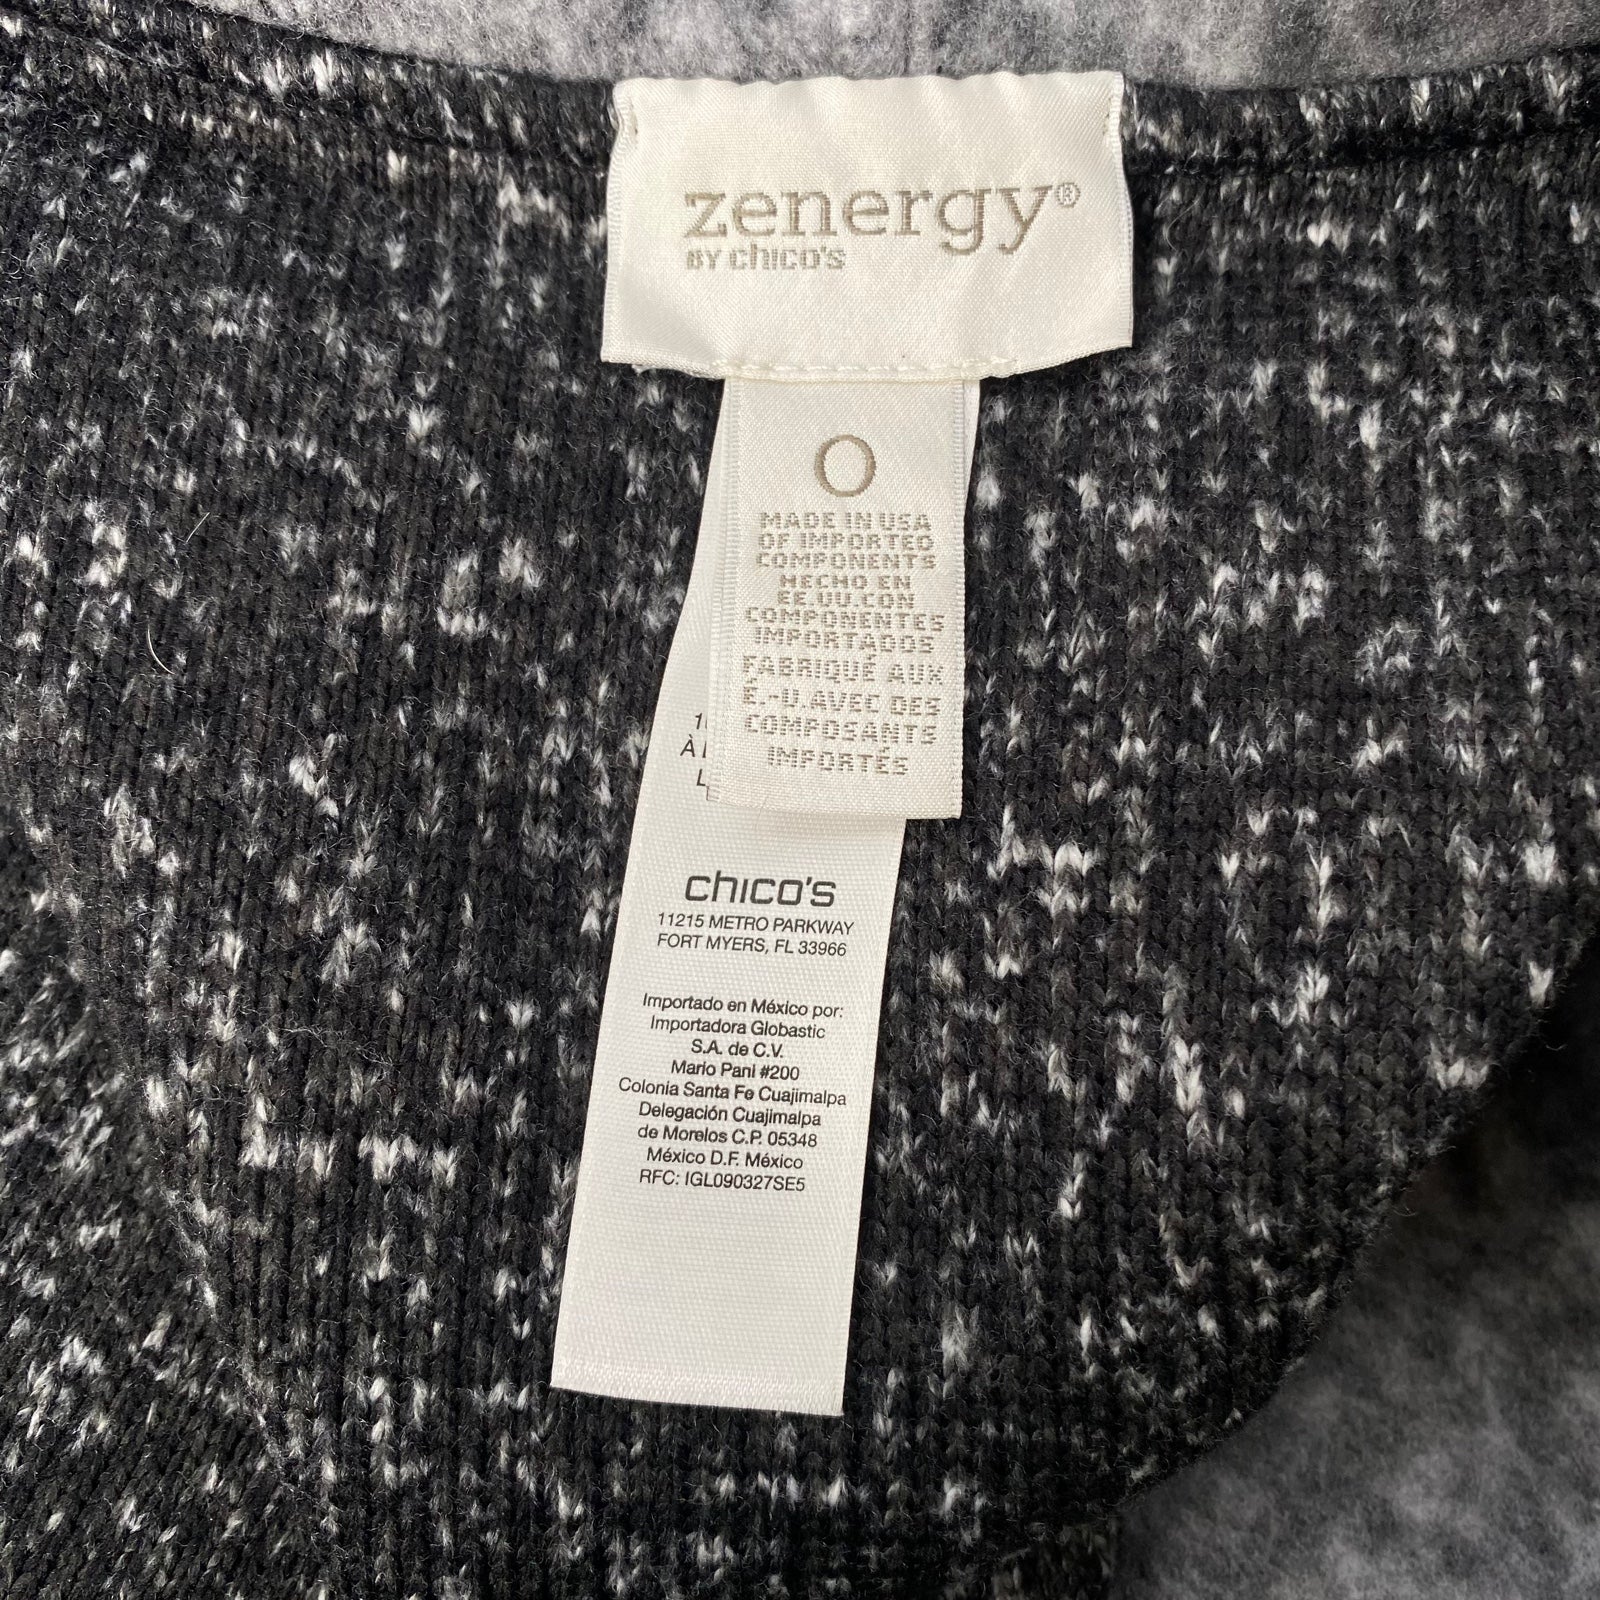 zenergy®
BY chico's
0
MADE IN USA
OF IMPORTED
COMPONENTS
HECHO EN
EE.UU.CON
COMPONENTES
IMPORTADOS
FABRIQUÉ AUX
É.-U.AVEC DES
COMPOSANTS
IMPORTÉS
À
chico's
11215 METRO PARKWAY
FORT MYERS, FL 33966
Importado en México por:
Importadora Globastic
S.A. de C.V.
Mario Pani #200
Colonia Santa Fe Cuajimalpa
Delegación Cuajimalpa
de Morelos C.P. 05348
México D.F. México
RFC: IGL090327SE5